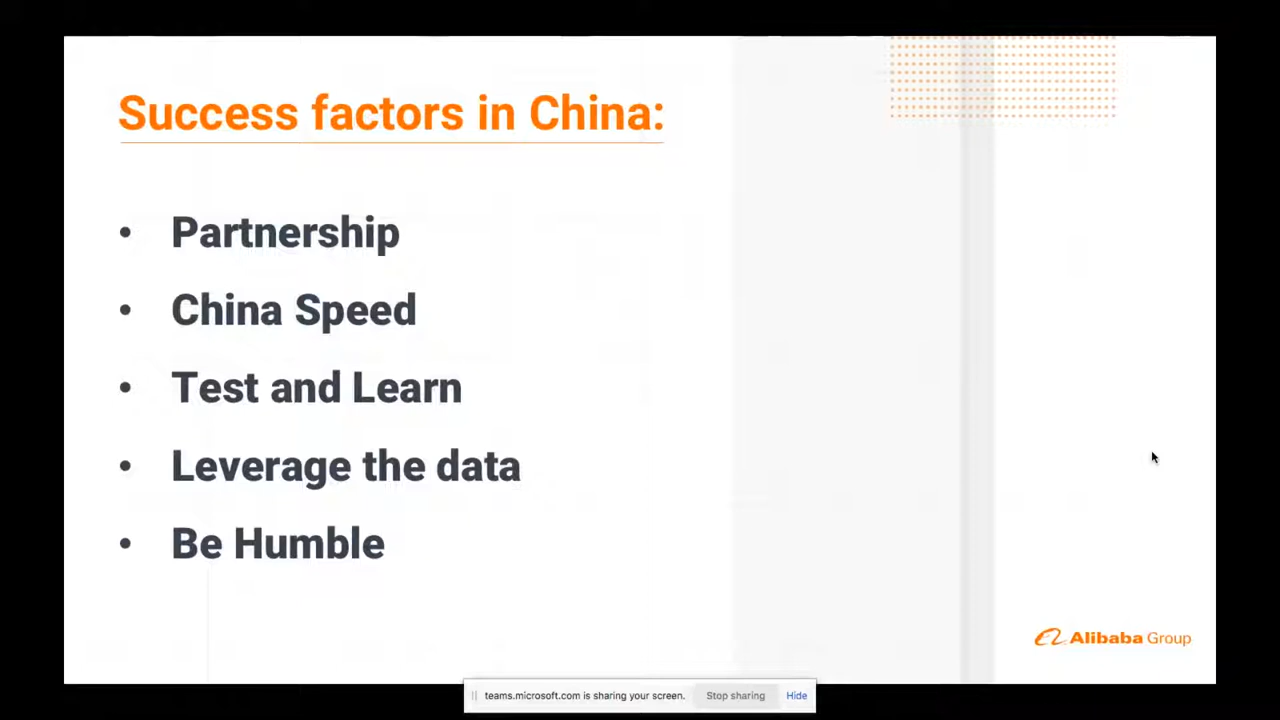 Success factors in China:
• Partnership
• China Speed
• Test and Learn
• Leverage the data
• Be Humble
Alibaba Group
teams.microsoft.com is sharing your screen. Stop sharing Hide